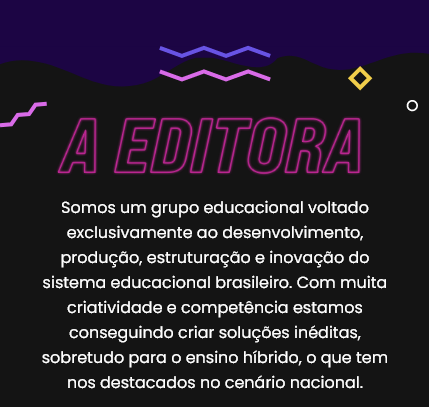 A EDITORA
Somos um grupo educacional voltado
exclusivamente ao desenvolvimento,
produção, estruturação e inovação do
sistema educacional brasileiro. Com muita
criatividade e competência estamos
conseguindo criar soluções inéditas,
sobretudo para o ensino híbrido, o que tem
nos destacados no cenário nacional.